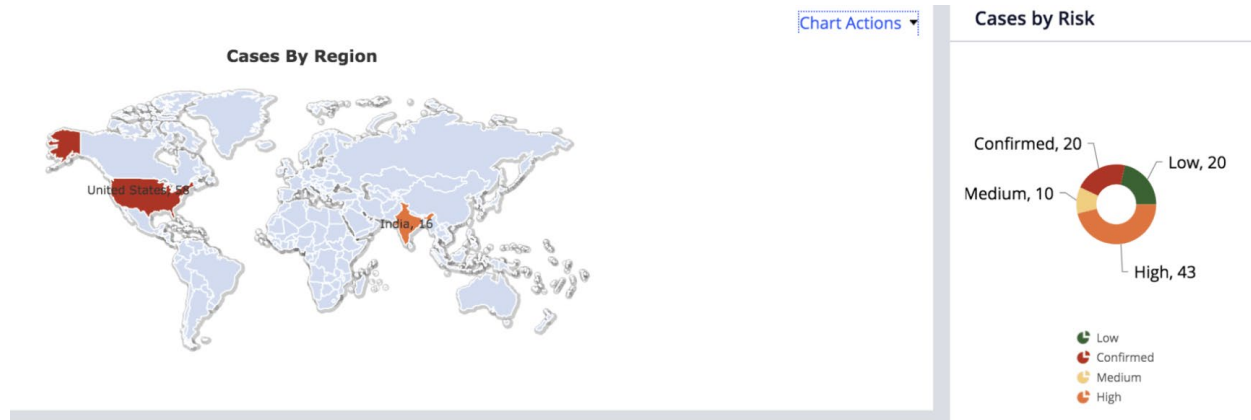 Chart Actions
Cases By Region
United States, 53
India, 16
Cases by Risk
Confirmed, 20
Low, 20
Medium, 10
High, 43
Low
Confirmed
Medium
High